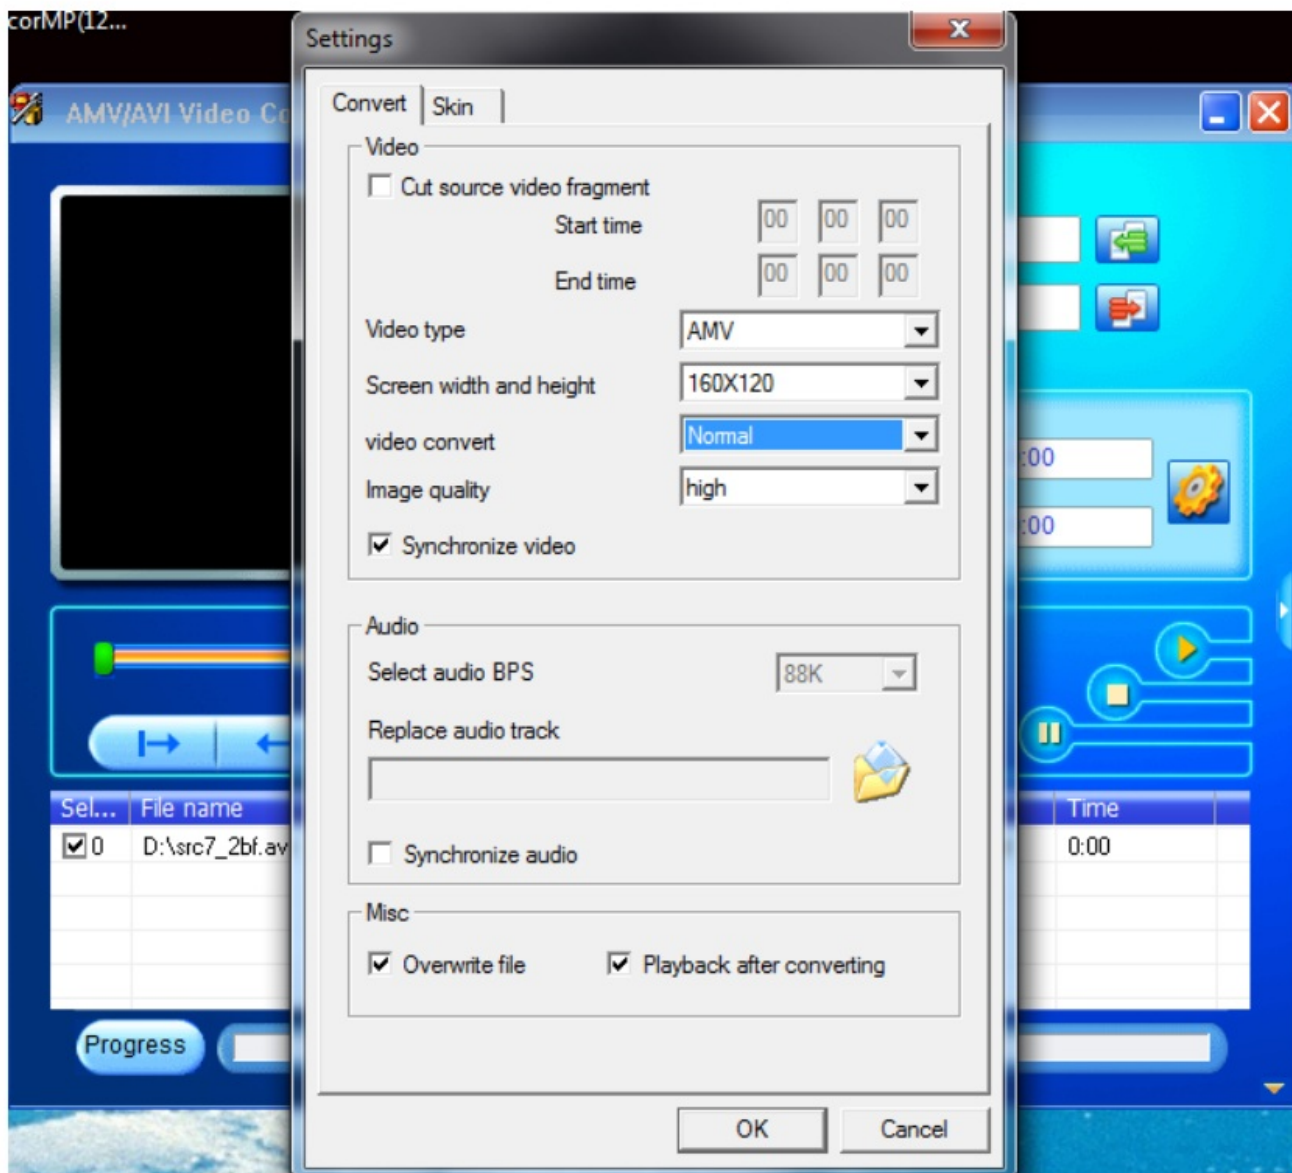 corMP(12...
Settings
AMV/AVI Video Co
Convert
Skin
Video
Cut source video fragment
Start time 00 00 00
End time 00 00 00
Video type AMV
Screen width and height 160X120
video convert Normal
Image quality high
Synchronize video
:00
:00
Audio
Select audio BPS 88K
Replace audio track
Synchronize audio
Sel... File name Time
0 D:\src7_2bf.av 0:00
Misc
Overwrite file Playback after converting
Progress
OK Cancel